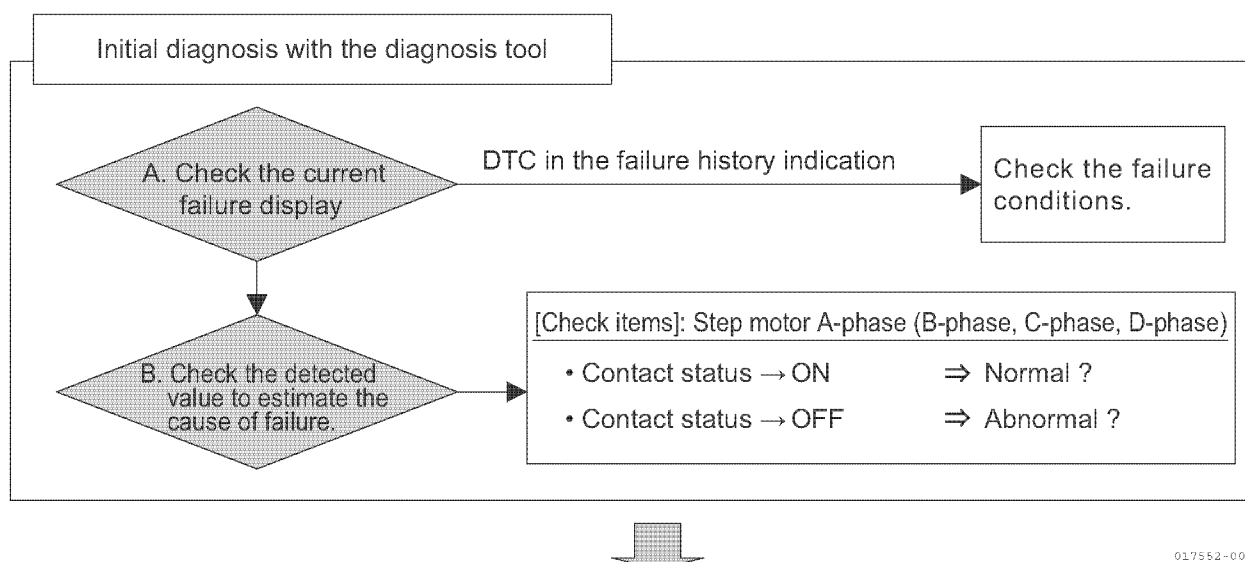 Initial diagnosis with the diagnosis tool
A. Check the current
failure display
DTC in the failure history indication
Check the failure
conditions.
B. Check the detected
value to estimate the
cause of failure.
[Check items]: Step motor A-phase (B-phase, C-phase, D-phase)
• Contact status → ON ⇒ Normal ?
• Contact status → OFF ⇒ Abnormal ?
017552-00